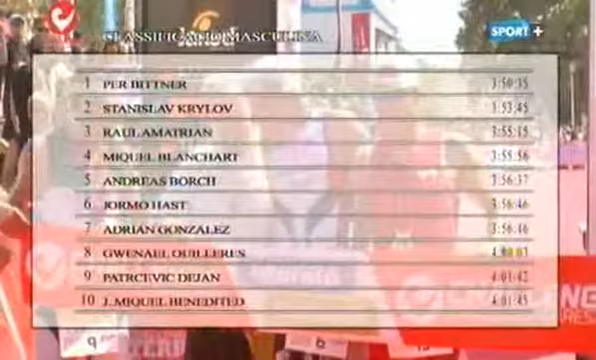 CLASSIFICACIO MASCULINA
SPORT+
1 PER BITTNER 3:50:35
2 STANISLAV KRYLOV 3:53:45
3 RAUL AMATRIAN 3:55:15
4 MIQUEL BLANCHART 3:55:56
5 ANDREAS BORCH 3:56:37
6 JORMO HAST 3:56:46
7 ADRIAN GONZALEZ 3:56:46
8 GWENAEL OUILLERES
9 PATRCEVIC DEJAN 4:01:42
10 J. MIQUEL BENEDITED 4:01:45
9
6